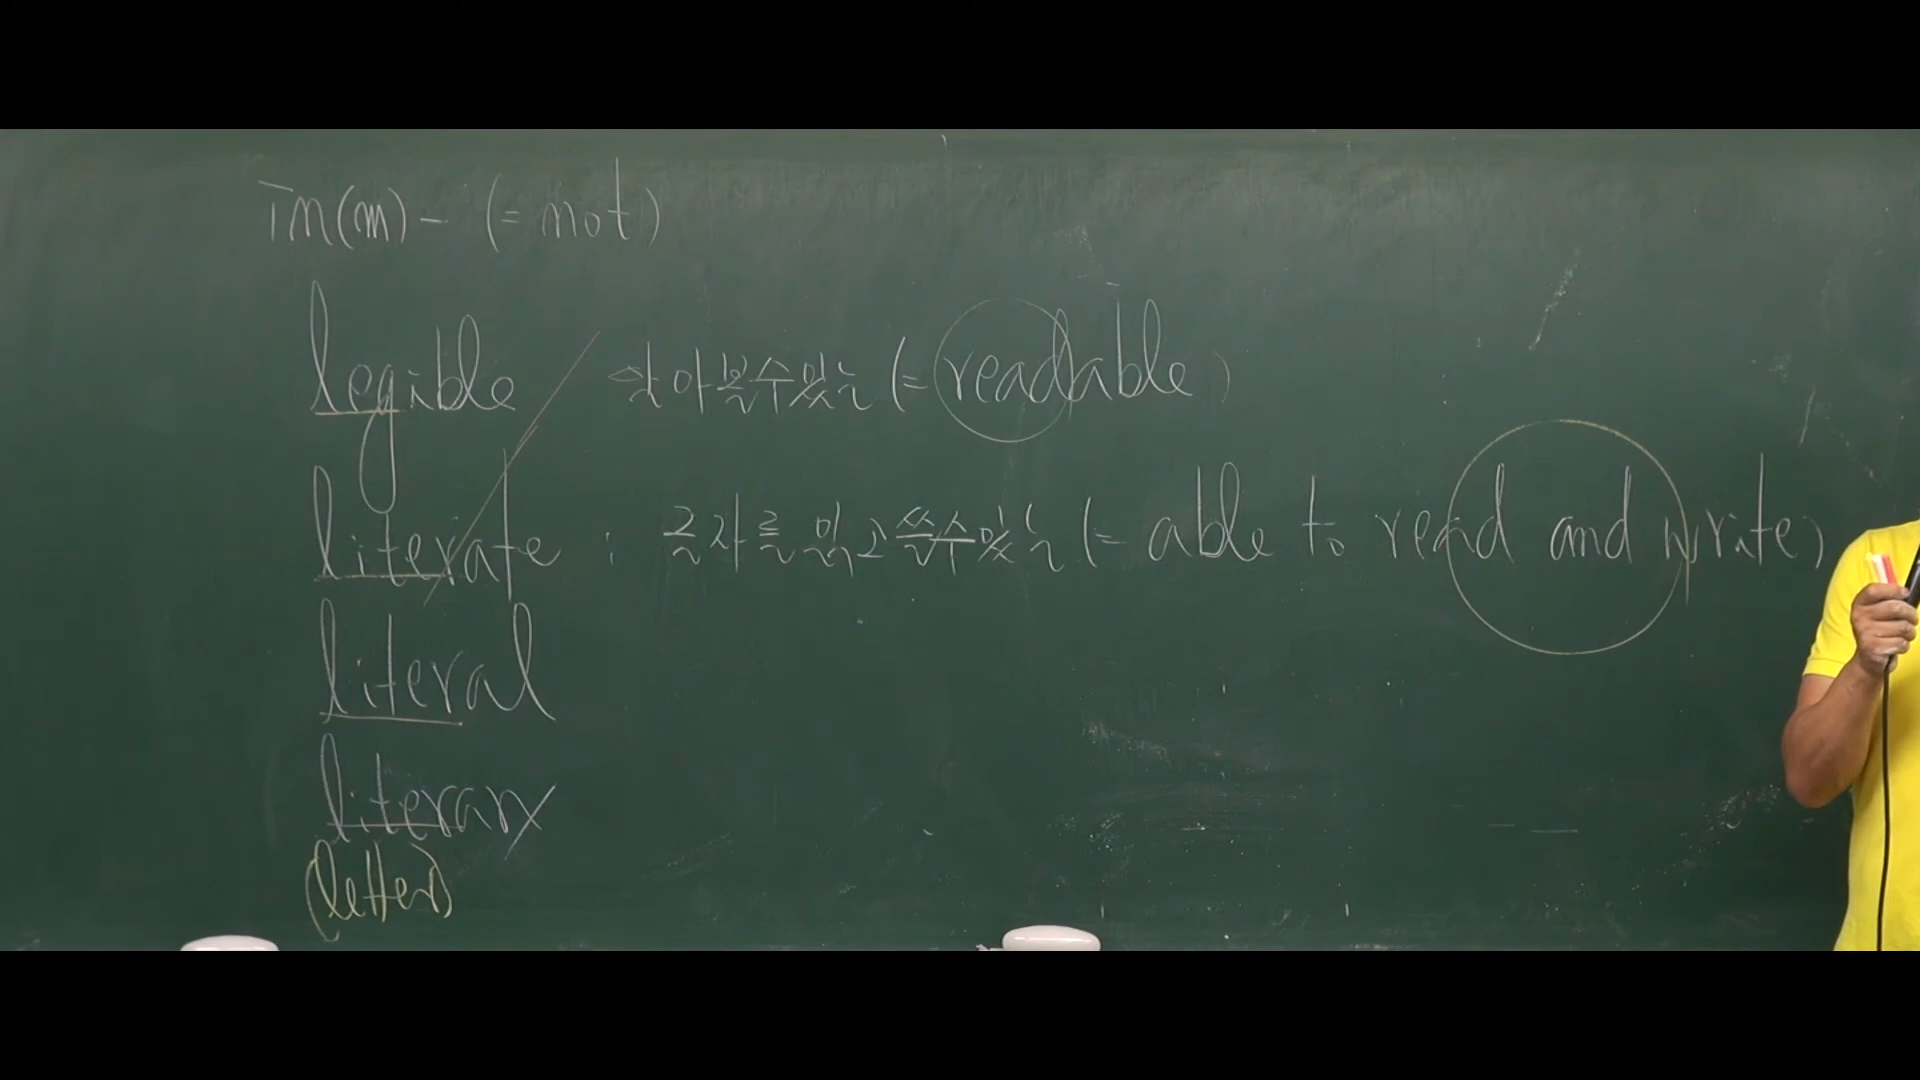 in(m)- (= not)
legible 알아볼수있는 (= readable)
literate : 글자를 읽고 쓸수있는 (= able to read and write)
literal
literary
(letter)